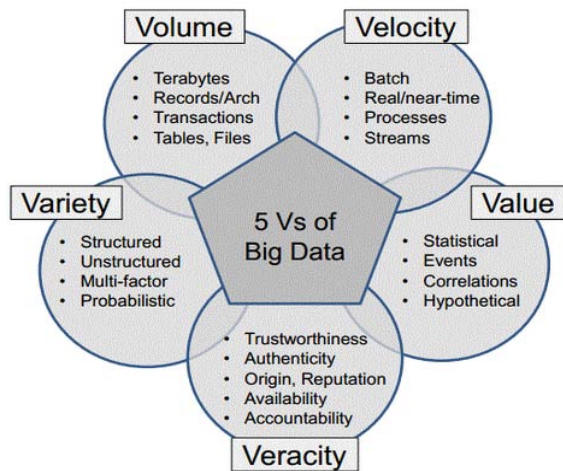 Volume
• Terabytes
• Records/Arch
• Transactions
• Tables, Files
Velocity
• Batch
• Real/near-time
• Processes
• Streams
Variety
• Structured
• Unstructured
• Multi-factor
• Probabilistic
5 Vs of
Big Data
Value
• Statistical
• Events
• Correlations
• Hypothetical
• Trustworthiness
• Authenticity
• Origin, Reputation
• Availability
• Accountability
Veracity